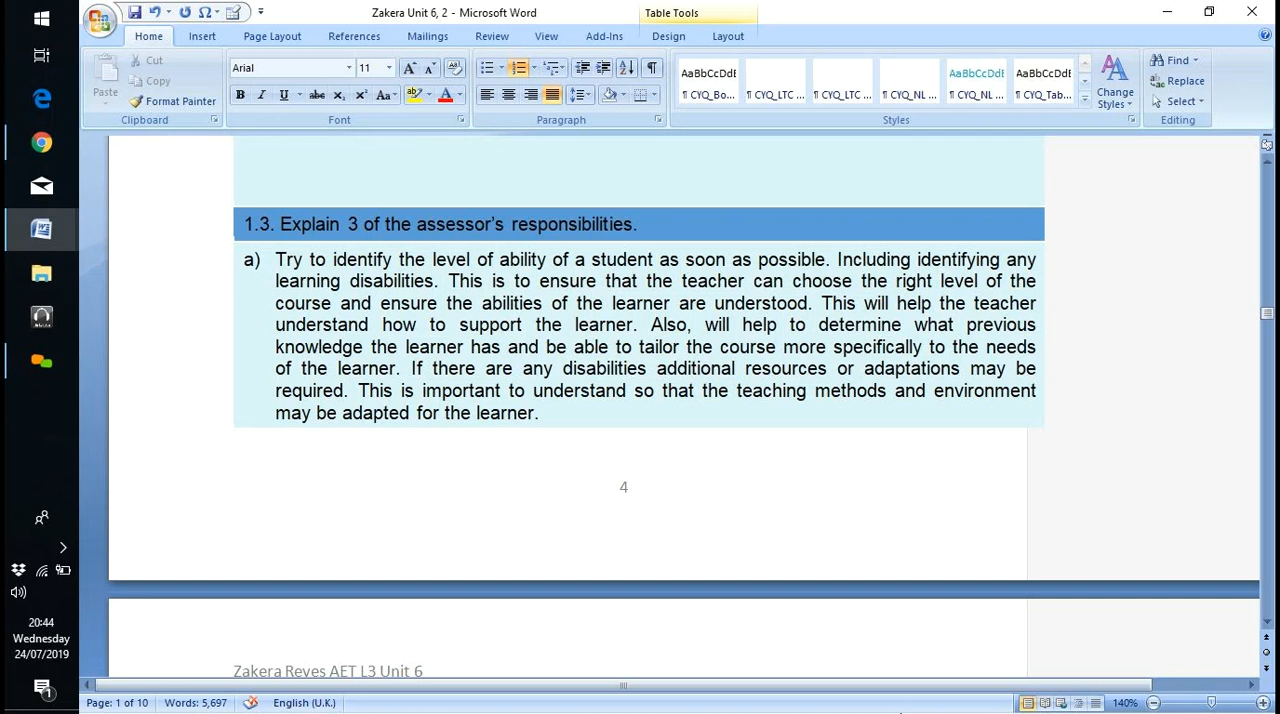 Zakera Unit 6, 2 - Microsoft Word
Table Tools
Home Insert Page Layout References Mailings Review View Add-Ins Design Layout
Paste
Cut
Copy
Format Painter
Clipboard
Arial 11
Font
Paragraph
AaBbCcDdE AaBbCcDdE AaBbCcDdE
¶ CYQ_Bo... ¶ CYQ_LTC ... ¶ CYQ_LTC ... ¶ CYQ_NL ... ¶ CYQ_NL ... ¶ CYQ_Tab...
Change
Styles
Styles
Find
Replace
Select
Editing
1.3. Explain 3 of the assessor’s responsibilities.
a) Try to identify the level of ability of a student as soon as possible. Including identifying any
learning disabilities. This is to ensure that the teacher can choose the right level of the
course and ensure the abilities of the learner are understood. This will help the teacher
understand how to support the learner. Also, will help to determine what previous
knowledge the learner has and be able to tailor the course more specifically to the needs
of the learner. If there are any disabilities additional resources or adaptations may be
required. This is important to understand so that the teaching methods and environment
may be adapted for the learner.
4
Zakera Reves AET L3 Unit 6
20:44
Wednesday
24/07/2019
1
Page: 1 of 10 Words: 5,697 English (U.K.) 140%